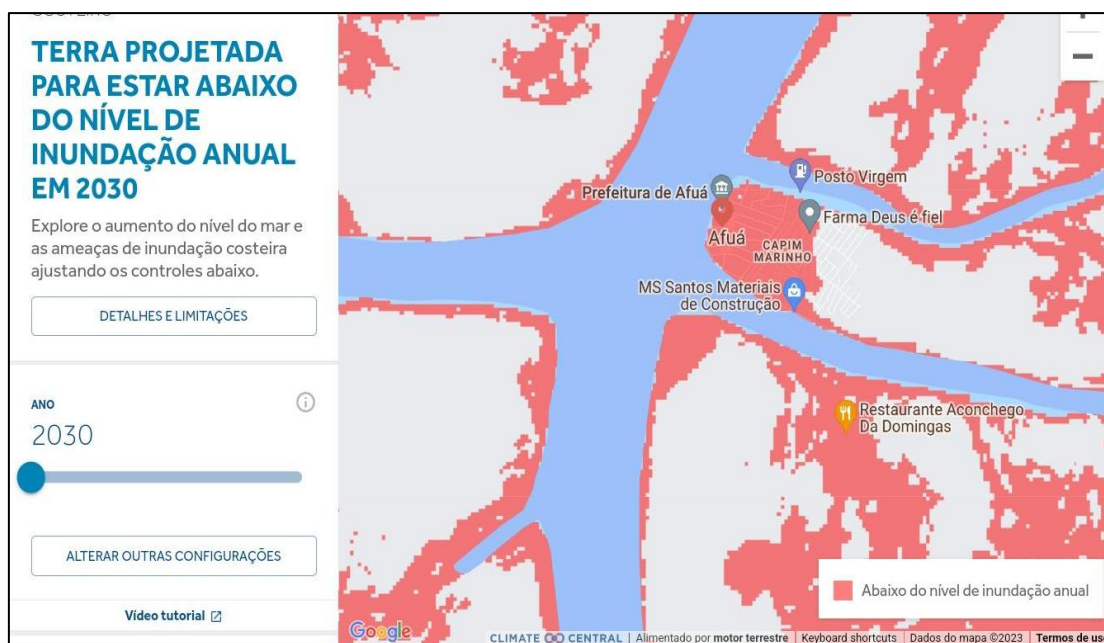 TERRA PROJETADA
PARA ESTAR ABAIXO
DO NÍVEL DE
INUNDAÇÃO ANUAL
EM 2030
Explore o aumento do nível do mar e
as ameaças de inundação costeira
ajustando os controles abaixo.
DETALHES E LIMITAÇÕES
ANO
2030
ALTERAR OUTRAS CONFIGURAÇÕES
Vídeo tutorial
Posto Virgem
Prefeitura de Afuá
Farma Deus é fiel
Afuá
CAPIM
MARINHO
MS Santos Materiais
de Construção
Restaurante Aconchego
Da Domingas
Abaixo do nível de inundação anual
Google
CLIMATE CENTRAL | Alimentado por motor terrestre | Keyboard shortcuts | Dados do mapa ©2023 | Termos de